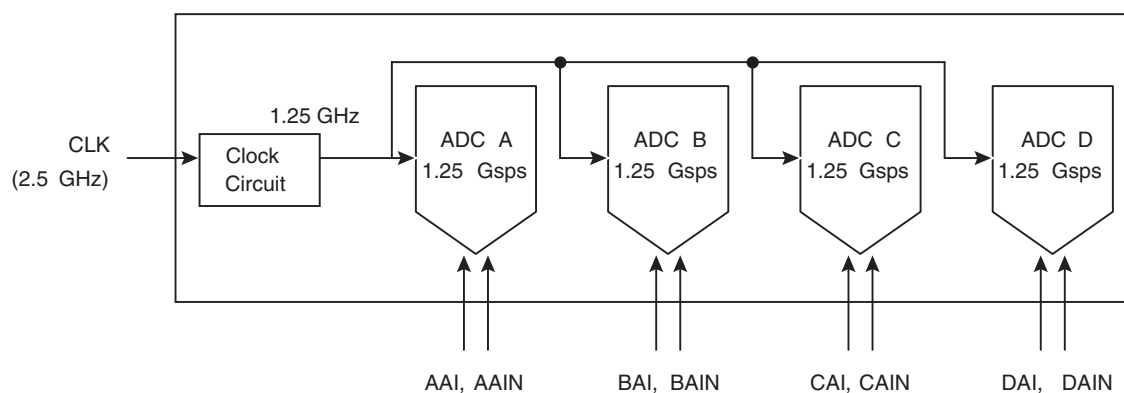 1.25 GHz
CLK
(2.5 GHz)
Clock
Circuit
ADC A
1.25 Gsps
ADC B
1.25 Gsps
ADC C
1.25 Gsps
ADC D
1.25 Gsps
AAI, AAIN
BAI, BAIN
CAI, CAIN
DAI, DAIN